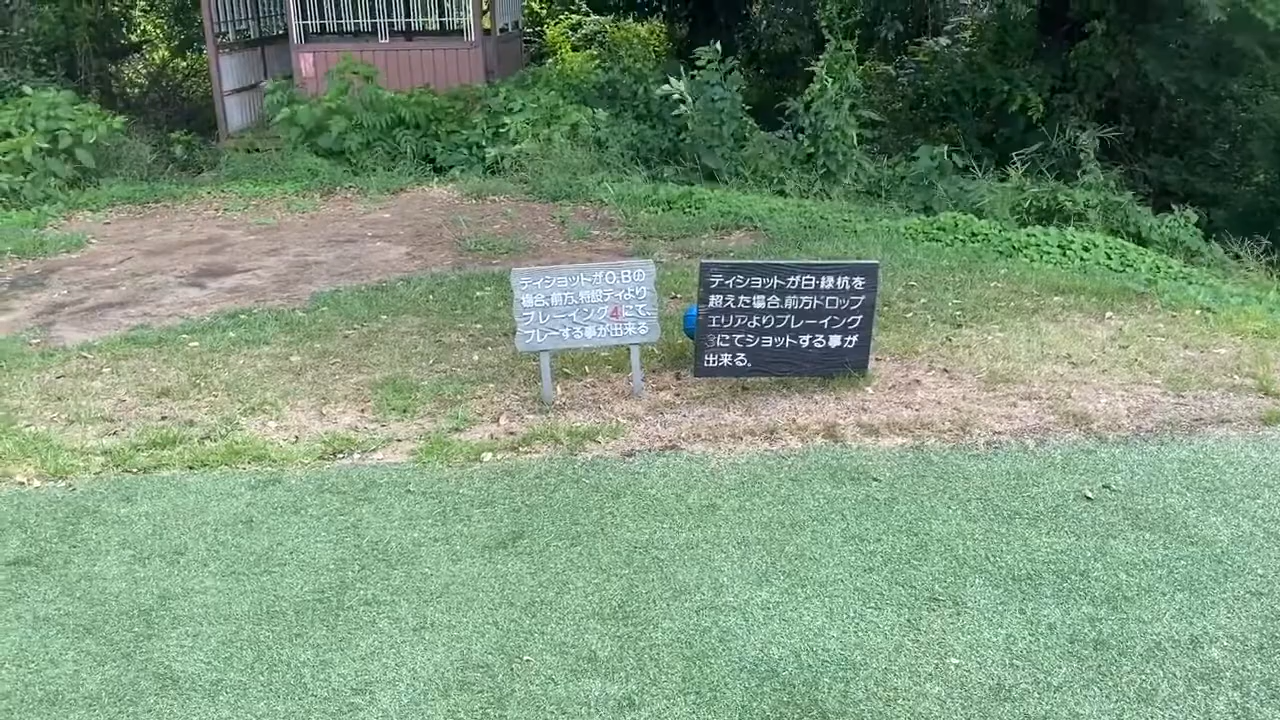 ティショットがO.Bの
場合、前方、特設ティより
プレーイング4にて、
プレーする事が出来る
ティショットが白・緑杭を
超えた場合、前方ドロップ
エリアよりプレーイング
3にてショットする事が
出来る。